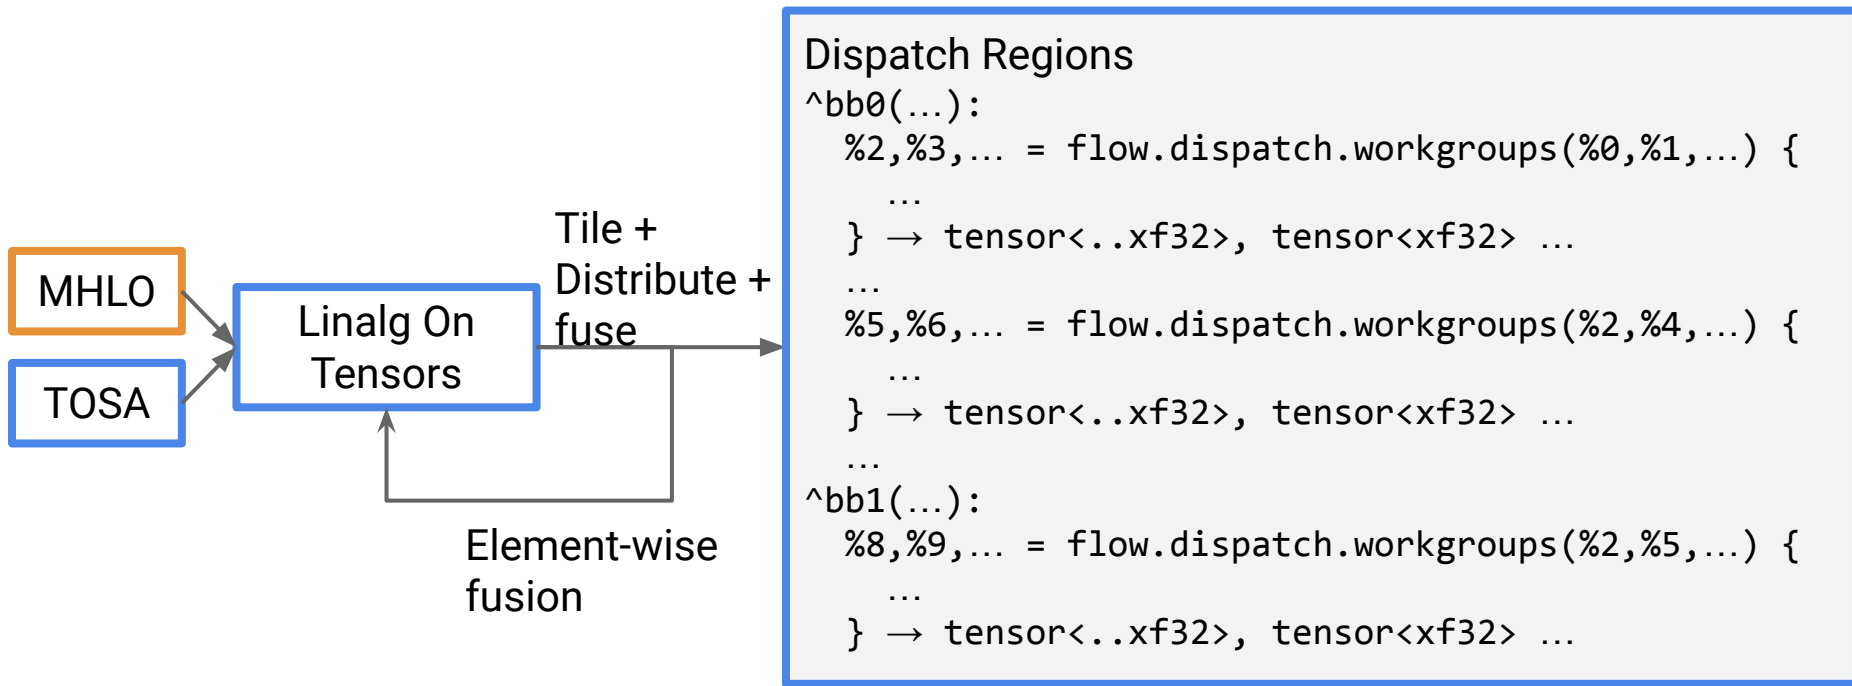 MHLO
TOSA
Linalg On
Tensors
Tile +
Distribute +
fuse
Element-wise
fusion
Dispatch Regions
^bb0(...):
%2,%3,... = flow.dispatch.workgroups(%0,%1,...) {
...
} → tensor<..xf32>, tensor<xf32> ...
...
%5,%6,... = flow.dispatch.workgroups(%2,%4,...) {
...
} → tensor<..xf32>, tensor<xf32> ...
...
^bb1(...):
%8,%9,... = flow.dispatch.workgroups(%2,%5,...) {
...
} → tensor<..xf32>, tensor<xf32> ...